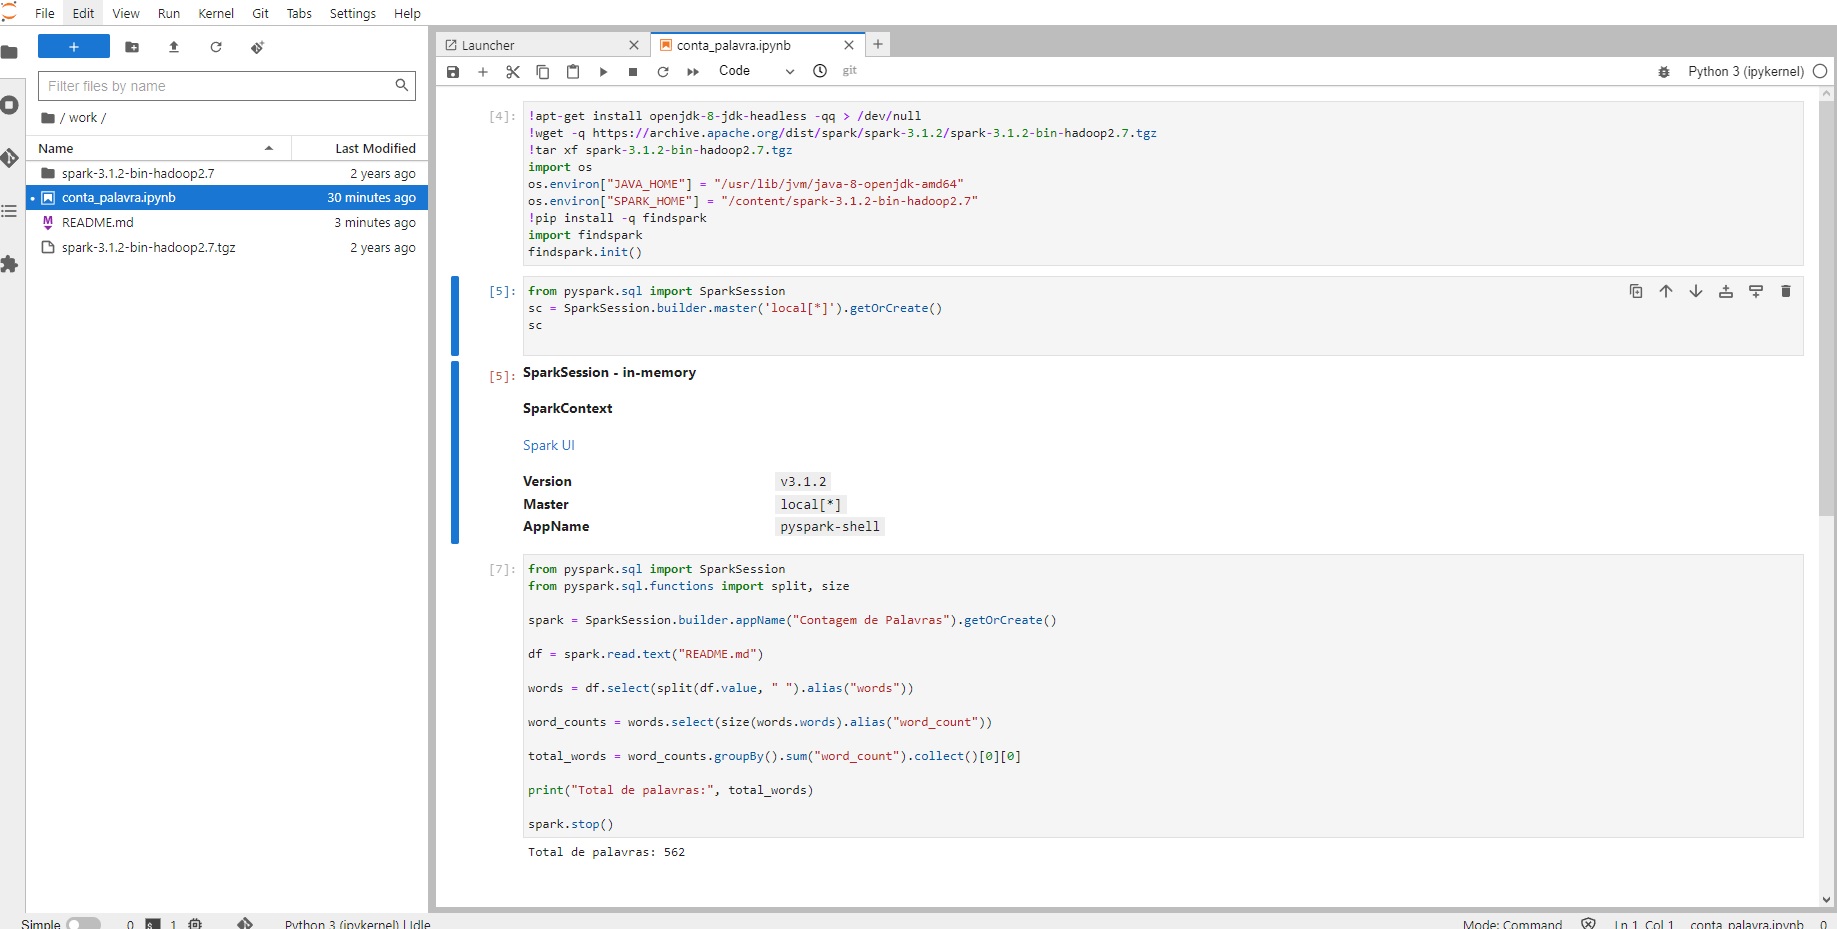 File Edit View Run Kernel Git Tabs Settings Help
+
Filter files by name
/ work /
Name Last Modified
spark-3.1.2-bin-hadoop2.7 2 years ago
conta_palavra.ipynb 30 minutes ago
README.md 3 minutes ago
spark-3.1.2-bin-hadoop2.7.tgz 2 years ago
Launcher
conta_palavra.ipynb
Code
git
Python 3 (ipykernel)
[4]: !apt-get install openjdk-8-jdk-headless -qq > /dev/null
!wget -q https://archive.apache.org/dist/spark/spark-3.1.2/spark-3.1.2-bin-hadoop2.7.tgz
!tar xf spark-3.1.2-bin-hadoop2.7.tgz
import os
os.environ["JAVA_HOME"] = "/usr/lib/jvm/java-8-openjdk-amd64"
os.environ["SPARK_HOME"] = "/content/spark-3.1.2-bin-hadoop2.7"
!pip install -q findspark
import findspark
findspark.init()
[5]: from pyspark.sql import SparkSession
sc = SparkSession.builder.master('local[*]').getOrCreate()
sc
[5]: SparkSession - in-memory
SparkContext
Spark UI
Version v3.1.2
Master local[*]
AppName pyspark-shell
[7]: from pyspark.sql import SparkSession
from pyspark.sql.functions import split, size
spark = SparkSession.builder.appName("Contagem de Palavras").getOrCreate()
df = spark.read.text("README.md")
words = df.select(split(df.value, " ").alias("words"))
word_counts = words.select(size(words.words).alias("word_count"))
total_words = word_counts.groupBy().sum("word_count").collect()[0][0]
print("Total de palavras:", total_words)
spark.stop()
Total de palavras: 562
Simple 0 1 Python 3 (ipykernel) | Idle Mode: Command Ln 1, Col 1 conta_palavra.ipynb 0